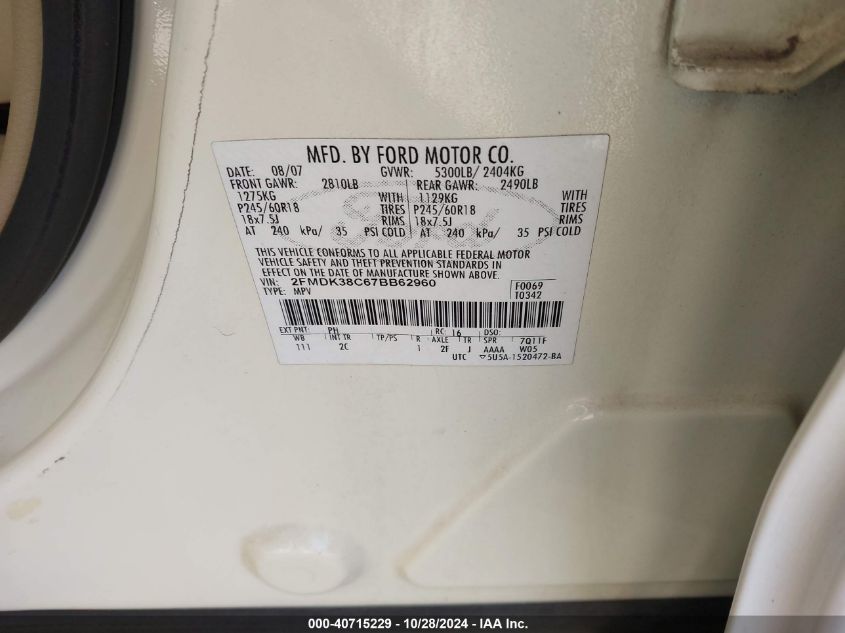 MFD. BY FORD MOTOR CO.
DATE: 08/07 GVWR: 5300LB/ 2404KG
FRONT GAWR: 2810LB REAR GAWR: 2490LB
1275KG WITH 1129KG WITH
P245/60R18 TIRES P245/60R18 TIRES
18x7.5J RIMS 18x7.5J RIMS
AT 240 kPa/ 35 PSI COLD AT 240 kPa/ 35 PSI COLD
THIS VEHICLE CONFORMS TO ALL APPLICABLE FEDERAL MOTOR
VEHICLE SAFETY AND THEFT PREVENTION STANDARDS IN
EFFECT ON THE DATE OF MANUFACTURE SHOWN ABOVE.
VIN: 2FMDK38C67BB62960 F0069
TYPE: MPV T0342
EXT PNT: PH RC: 16 DSO:
WB INT TR TP/PS R AXLE TR SPR 7Q11F
111 2C 1 2F J AAAA W05
UTC ▽5U5A-1520472-BA
Ford
000-40715229 - 10/28/2024 - IAA Inc.